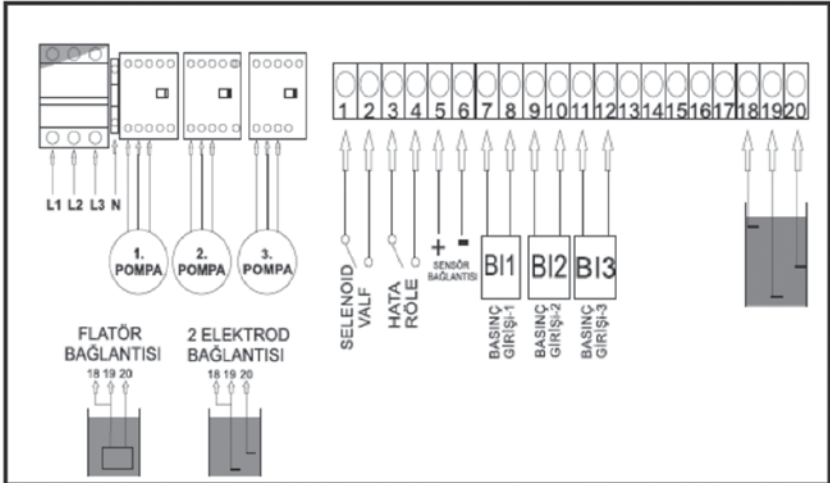 1 2 3 4 5 6 7 8 9 10 11 12 13 14 15 16 17 18 19 20
L1 L2 L3 N
1.
POMPA
2.
POMPA
3.
POMPA
SELENOID
VALF
HATA
RÖLE
+ -
SENSÖR
BAĞLANTISI
BI1
BASINÇ
GİRİŞİ-1
BI2
BASINÇ
GİRİŞİ-2
BI3
BASINÇ
GİRİŞİ-3
FLATÖR
BAĞLANTISI
18 19 20
2 ELEKTROD
BAĞLANTISI
18 19 20